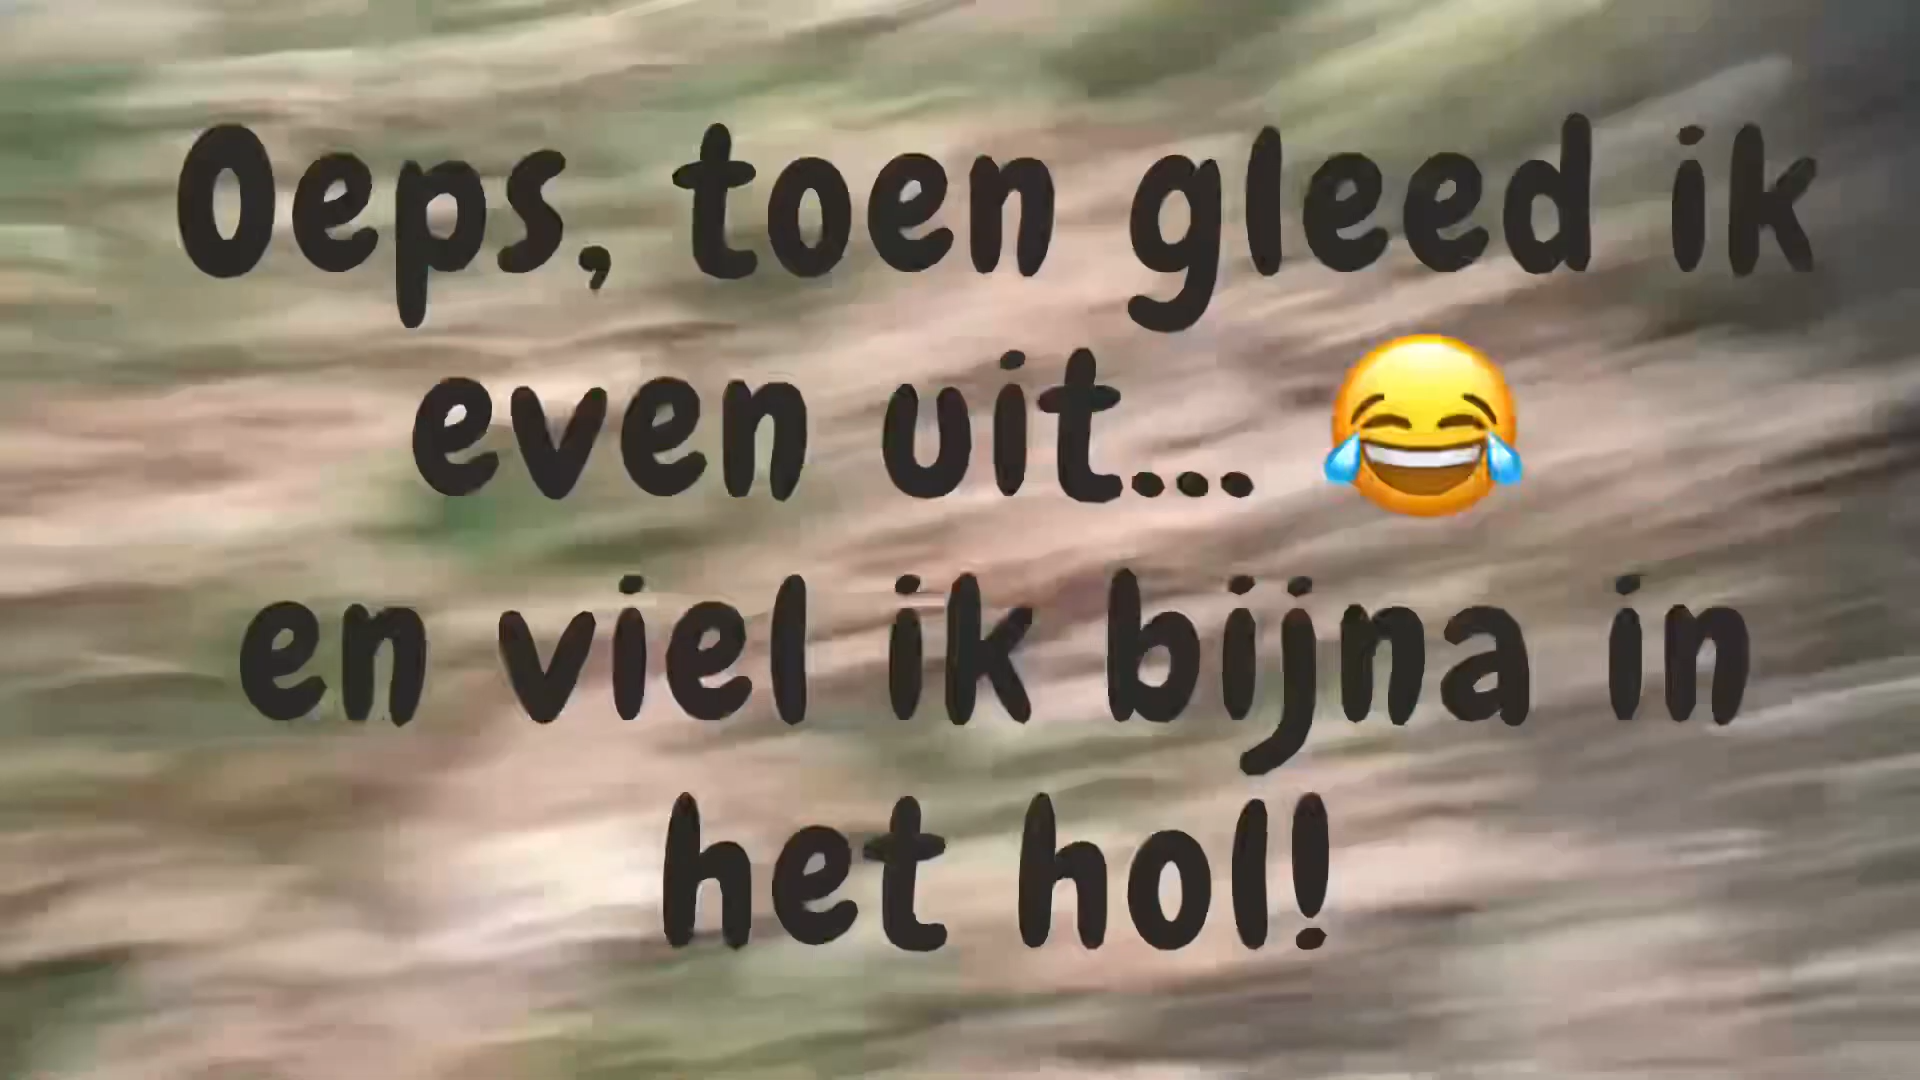 Oeps, toen gleed ik
even uit... 😂
en viel ik bijna in
het hol!